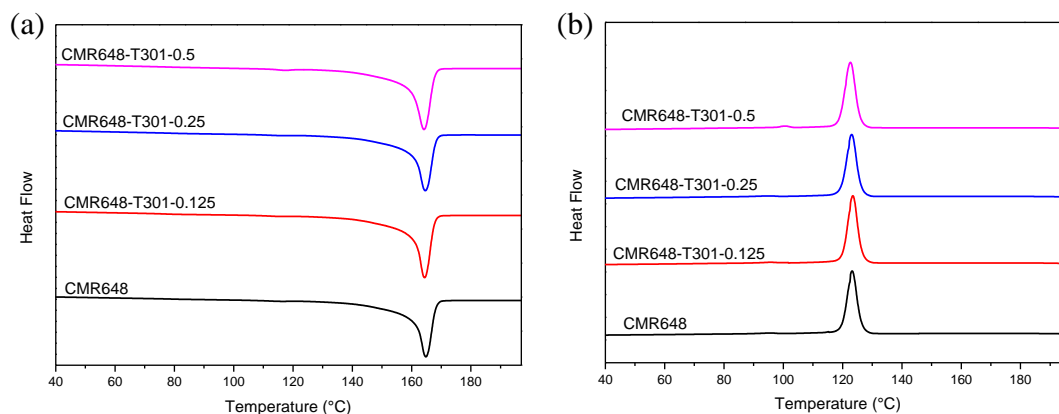 (a)
CMR648-T301-0.5
CMR648-T301-0.25
CMR648-T301-0.125
CMR648
Heat Flow
40 60 80 100 120 140 160 180
Temperature (°C)
(b)
CMR648-T301-0.5
CMR648-T301-0.25
CMR648-T301-0.125
CMR648
Heat Flow
40 60 80 100 120 140 160 180
Temperature (°C)